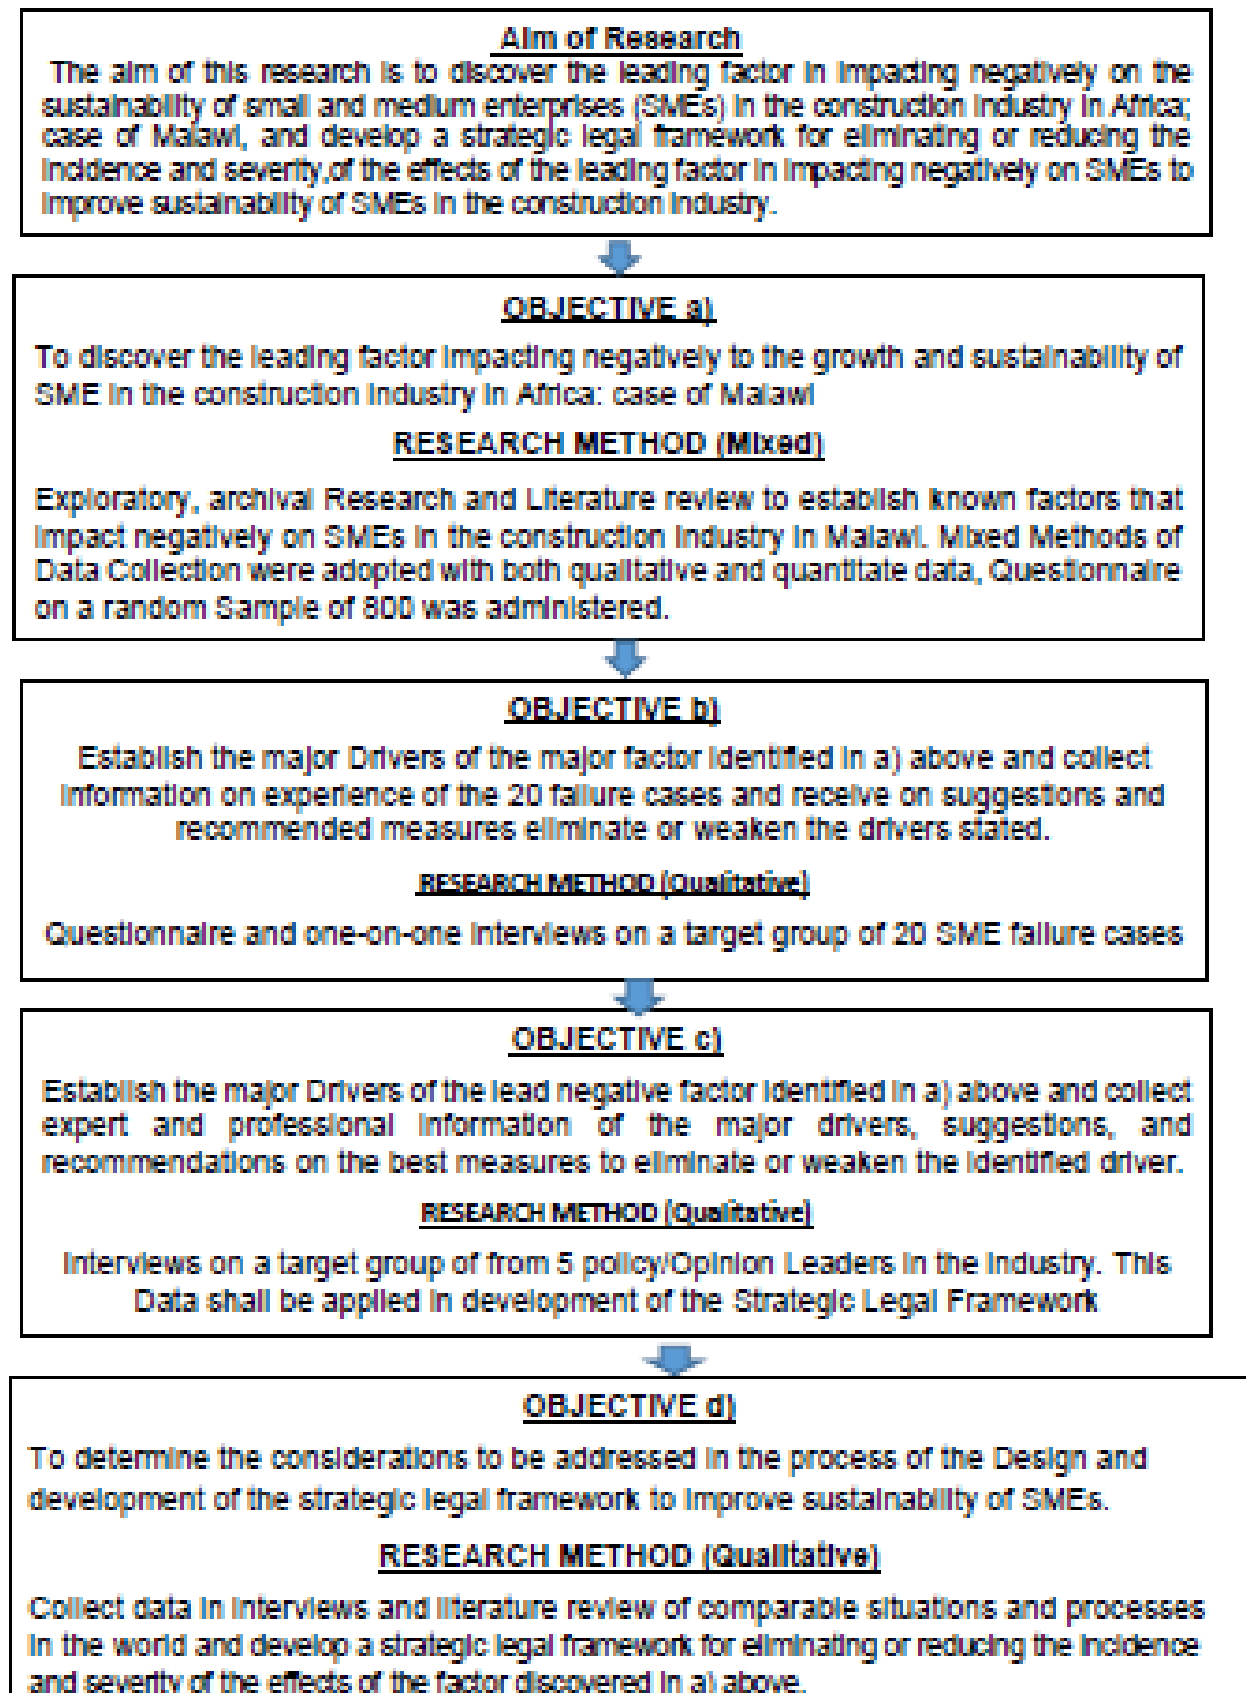 Aim of Research
The aim of this research is to discover the leading factor in impacting negatively on the
sustainability of small and medium enterprises (SMEs) in the construction industry in Africa;
case of Malawi, and develop a strategic legal framework for eliminating or reducing the
incidence and severity,of the effects of the leading factor in impacting negatively on SMEs to
improve sustainability of SMEs in the construction industry.
OBJECTIVE a)
To discover the leading factor impacting negatively to the growth and sustainability of
SME in the construction industry in Africa: case of Malawi
RESEARCH METHOD (Mixed)
Exploratory, archival Research and Literature review to establish known factors that
impact negatively on SMEs in the construction industry in Malawi. Mixed Methods of
Data Collection were adopted with both qualitative and quantitate data, Questionnaire
on a random Sample of 800 was administered.
OBJECTIVE b)
Establish the major Drivers of the major factor identified in a) above and collect
information on experience of the 20 failure cases and receive on suggestions and
recommended measures eliminate or weaken the drivers stated.
RESEARCH METHOD (Qualitative)
Questionnaire and one-on-one interviews on a target group of 20 SME failure cases
OBJECTIVE c)
Establish the major Drivers of the lead negative factor identified in a) above and collect
expert and professional information of the major drivers, suggestions, and
recommendations on the best measures to eliminate or weaken the identified driver.
RESEARCH METHOD (Qualitative)
Interviews on a target group of from 5 policy/Opinion Leaders in the industry. This
Data shall be applied in development of the Strategic Legal Framework
OBJECTIVE d)
To determine the considerations to be addressed in the process of the Design and
development of the strategic legal framework to improve sustainability of SMEs.
RESEARCH METHOD (Qualitative)
Collect data in interviews and literature review of comparable situations and processes
in the world and develop a strategic legal framework for eliminating or reducing the incidence
and severity of the effects of the factor discovered in a) above.